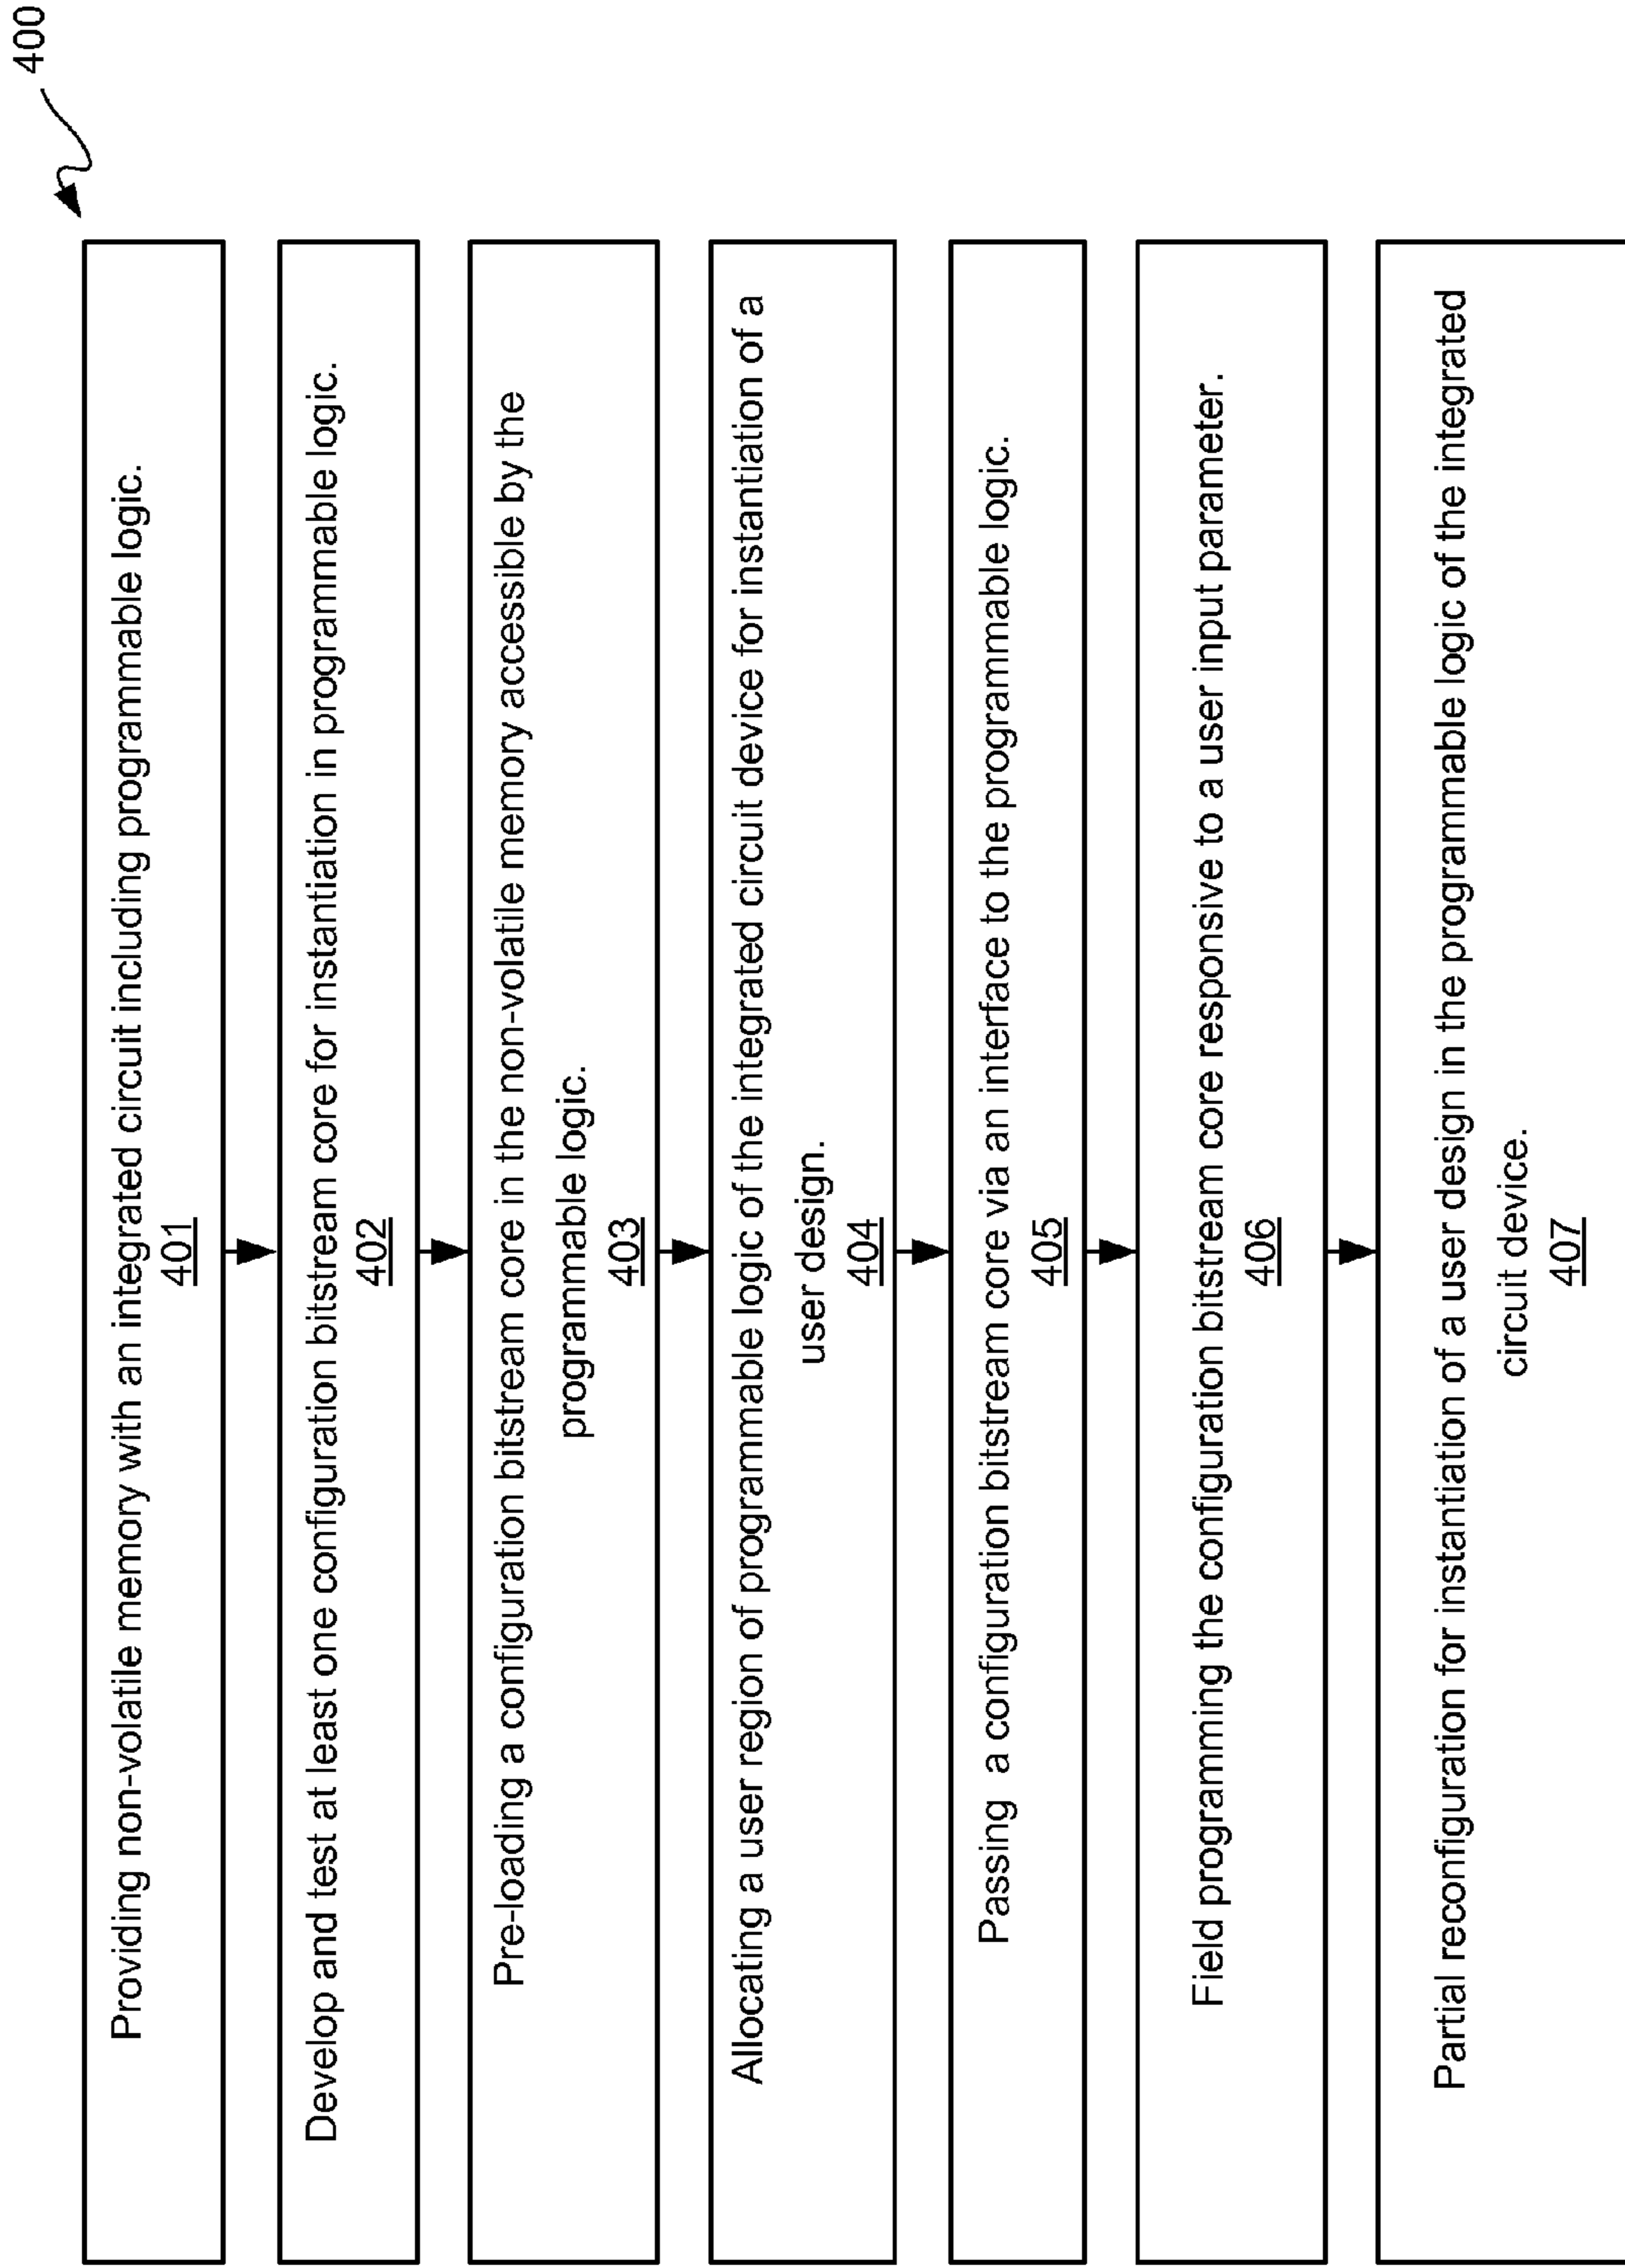 400
Providing non-volatile memory with an integrated circuit including programmable logic.
401
Develop and test at least one configuration bitstream core for instantiation in programmable logic.
402
Pre-loading a configuration bitstream core in the non-volatile memory accessible by the
programmable logic.
403
Allocating a user region of programmable logic of the integrated circuit device for instantiation of a
user design.
404
Passing a configuration bitstream core via an interface to the programmable logic.
405
Field programming the configuration bitstream core responsive to a user input parameter.
406
Partial reconfiguration for instantiation of a user design in the programmable logic of the integrated
circuit device.
407